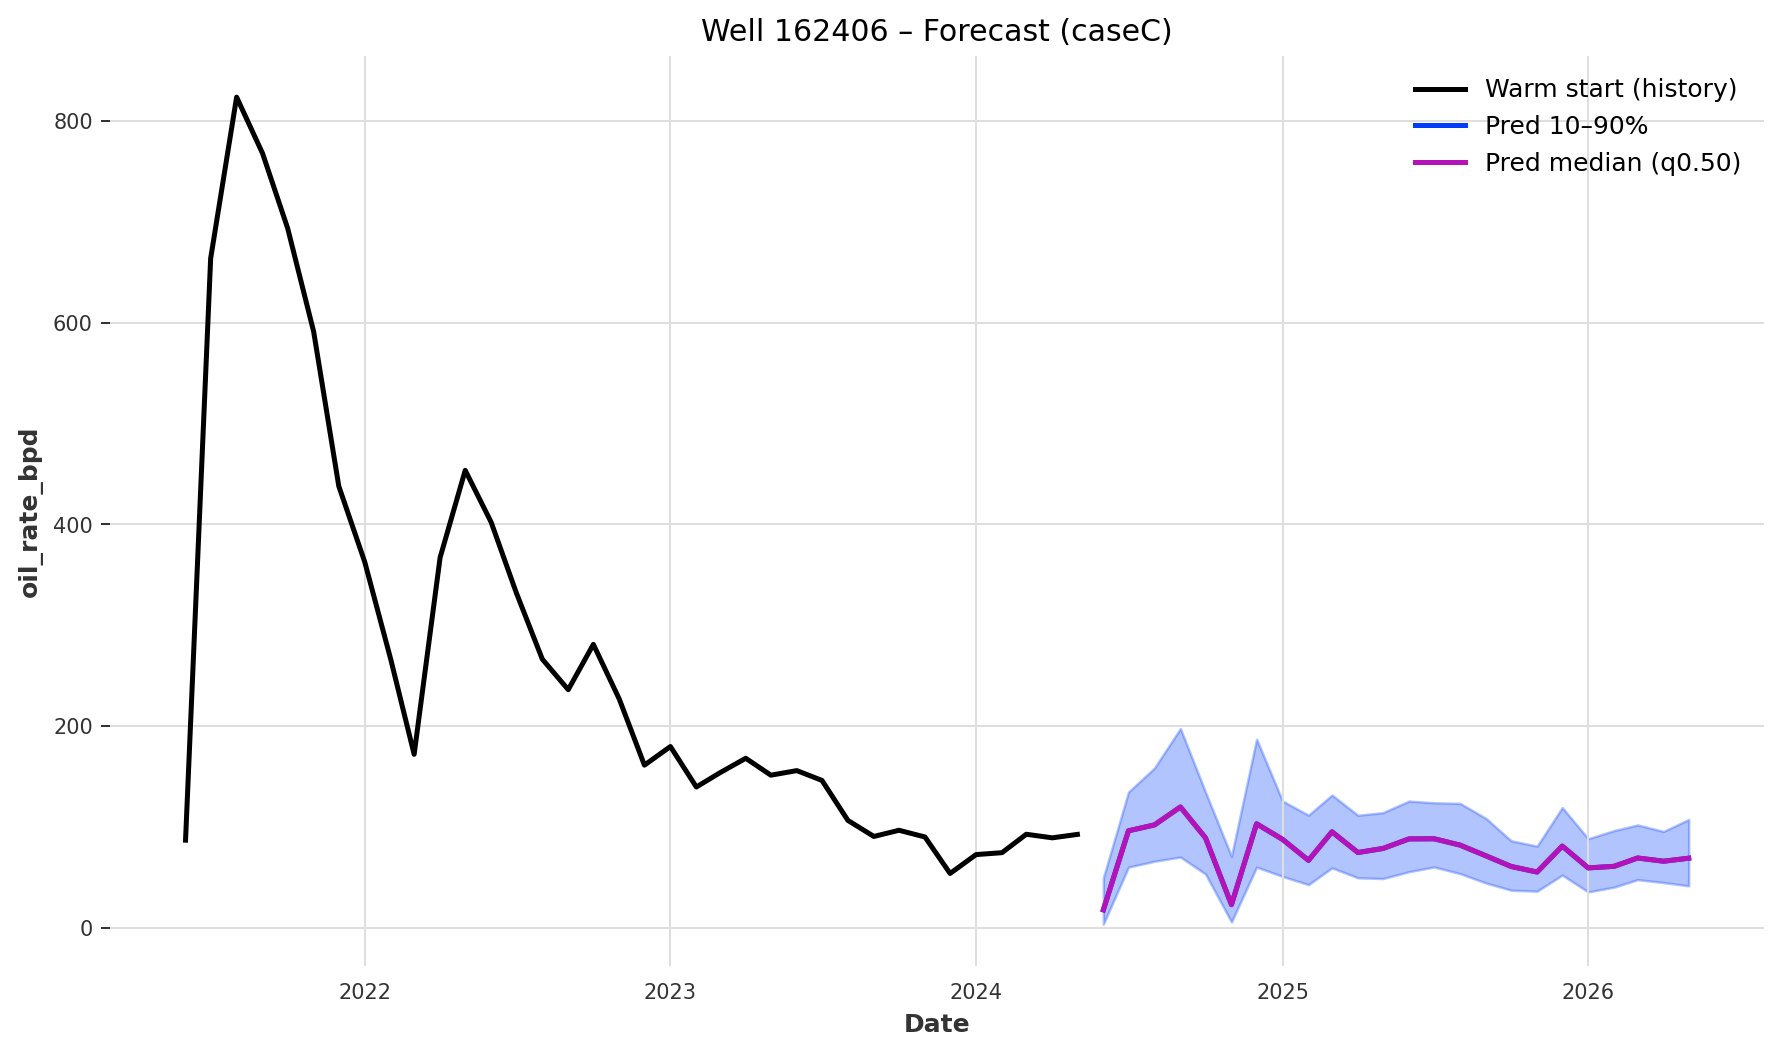 Well 162406 – Forecast (caseC)
Warm start (history)
Pred 10–90%
Pred median (q0.50)
oil_rate_bpd
800
600
400
200
0
2022
2023
2024
2025
2026
Date